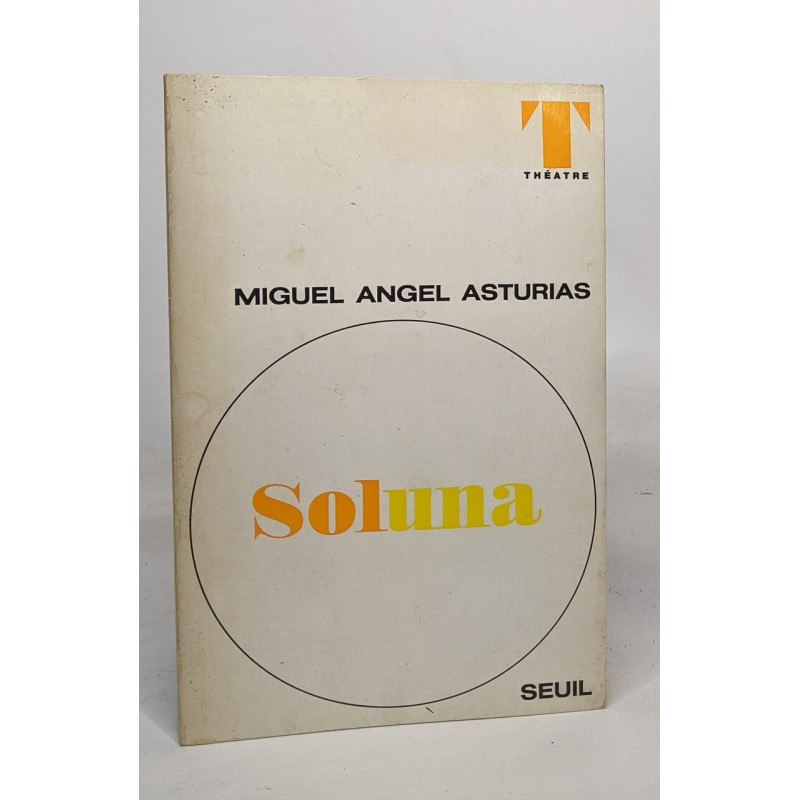 T
THÉATRE
MIGUEL ANGEL ASTURIAS
Soluna
SEUIL